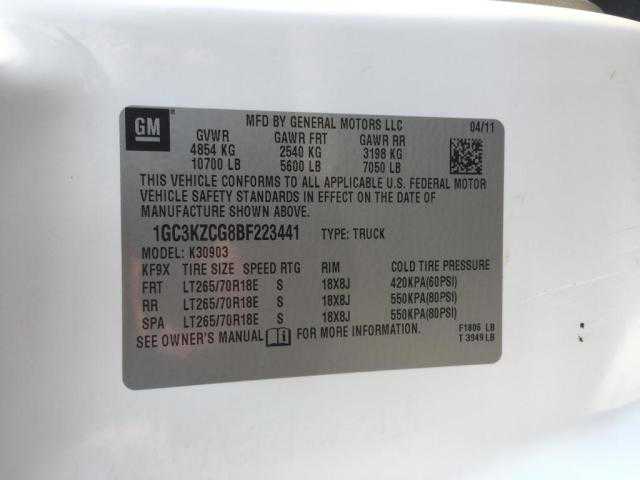 GM
MFD BY GENERAL MOTORS LLC 04/11
GVWR GAWR FRT GAWR RR
4854 KG 2540 KG 3198 KG
10700 LB 5600 LB 7050 LB
THIS VEHICLE CONFORMS TO ALL APPLICABLE U.S. FEDERAL MOTOR
VEHICLE SAFETY STANDARDS IN EFFECT ON THE DATE OF
MANUFACTURE SHOWN ABOVE.
1GC3KZCG8BF223441 TYPE: TRUCK
MODEL: K30903
KF9X TIRE SIZE SPEED RTG RIM COLD TIRE PRESSURE
FRT LT265/70R18E S 18X8J 420KPA(60PSI)
RR LT265/70R18E S 18X8J 550KPA(80PSI)
SPA LT265/70R18E S 18X8J 550KPA(80PSI)
SEE OWNER'S MANUAL FOR MORE INFORMATION. F1806 LB
T 3949 LB